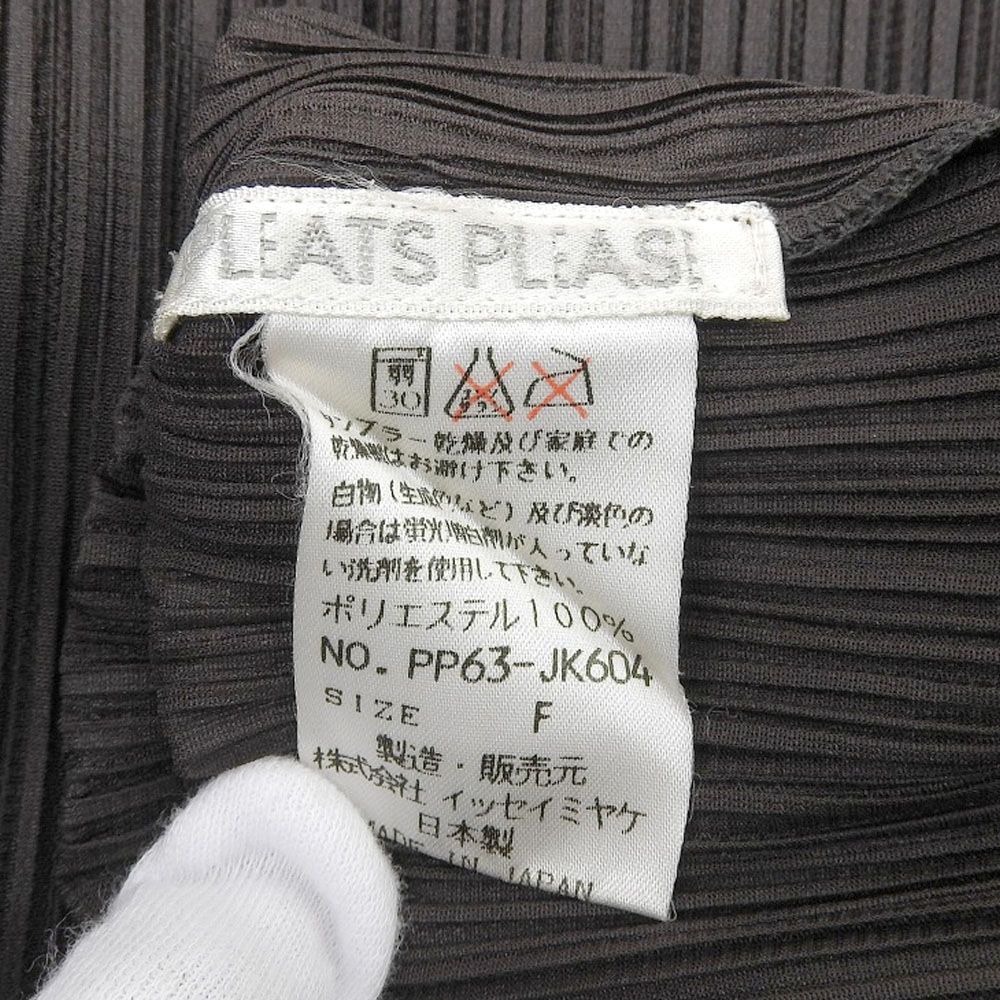 PLEATS PLEASE
弱
30
タンブラー乾燥及び家庭での
乾燥機はお避け下さい。
白物(生成りなど)及び淡色の
場合は蛍光増白剤が入っていな
い洗剤を使用して下さい。
ポリエステル100%
NO. PP63-JK604
SIZE F
製造・販売元
株式会社 イッセイミヤケ
日本製
MADE IN JAPAN